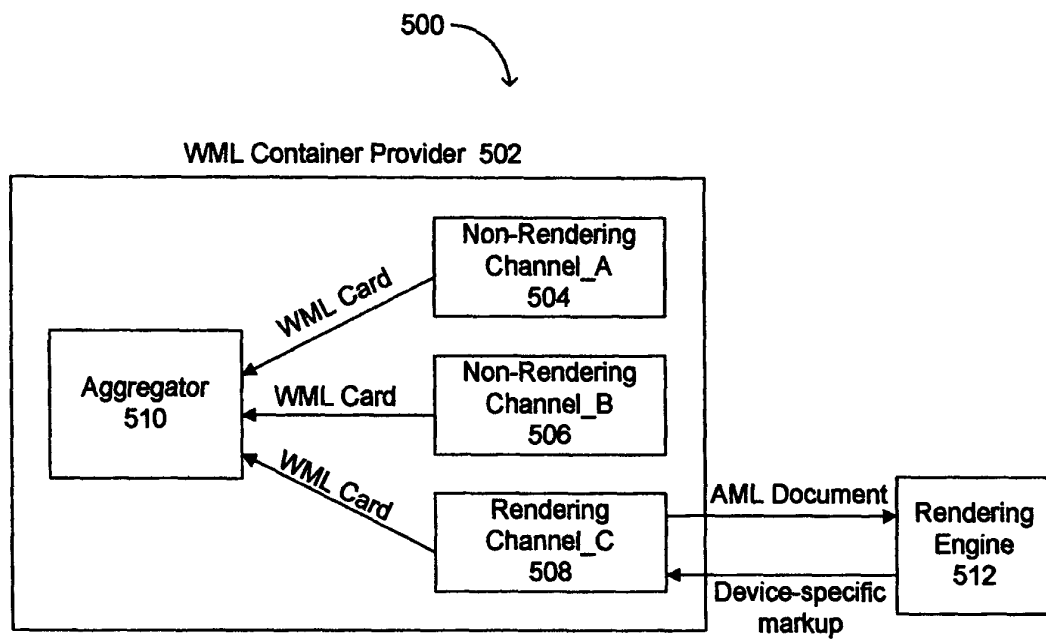 500
WML Container Provider 502
Non-Rendering
Channel_A
504
WML Card
Aggregator
510
WML Card
Non-Rendering
Channel_B
506
WML Card
Rendering
Channel_C
508
AML Document
Device-specific
markup
Rendering
Engine
512